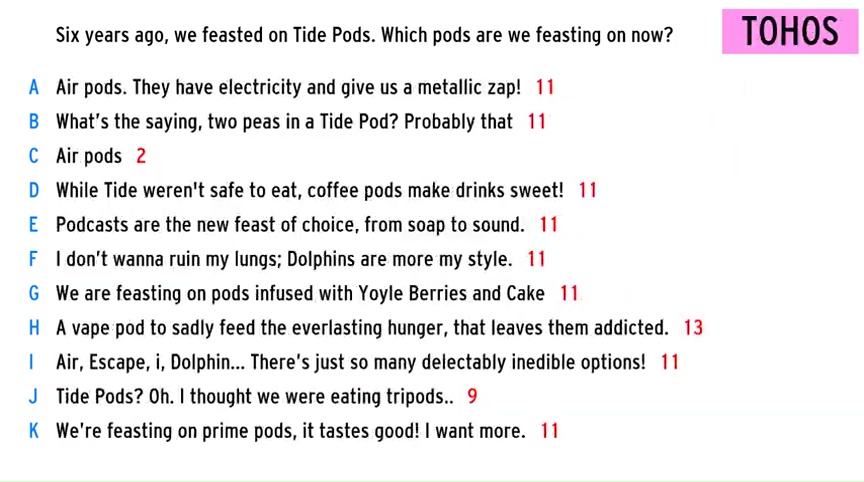 Six years ago, we feasted on Tide Pods. Which pods are we feasting on now?
TOHOS
A Air pods. They have electricity and give us a metallic zap! 11
B What's the saying, two peas in a Tide Pod? Probably that 11
C Air pods 2
D While Tide weren't safe to eat, coffee pods make drinks sweet! 11
E Podcasts are the new feast of choice, from soap to sound. 11
F I don't wanna ruin my lungs; Dolphins are more my style. 11
G We are feasting on pods infused with Yoyle Berries and Cake 11
H A vape pod to sadly feed the everlasting hunger, that leaves them addicted. 13
I Air, Escape, i, Dolphin... There's just so many delectably inedible options! 11
J Tide Pods? Oh. I thought we were eating tripods.. 9
K We're feasting on prime pods, it tastes good! I want more. 11